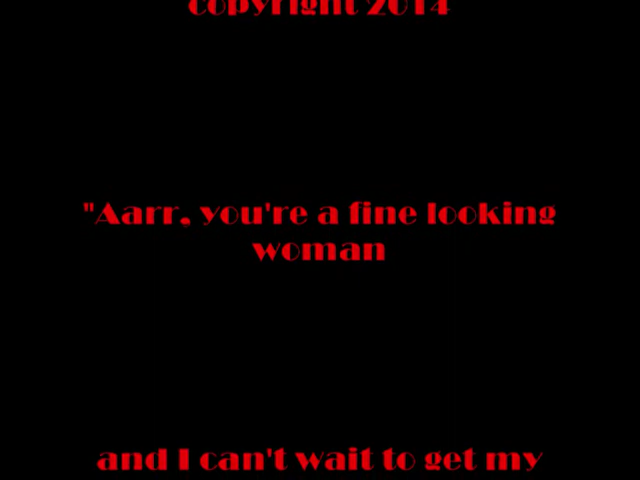 copyright 2014
"Aarr, you're a fine looking
woman
and I can't wait to get my